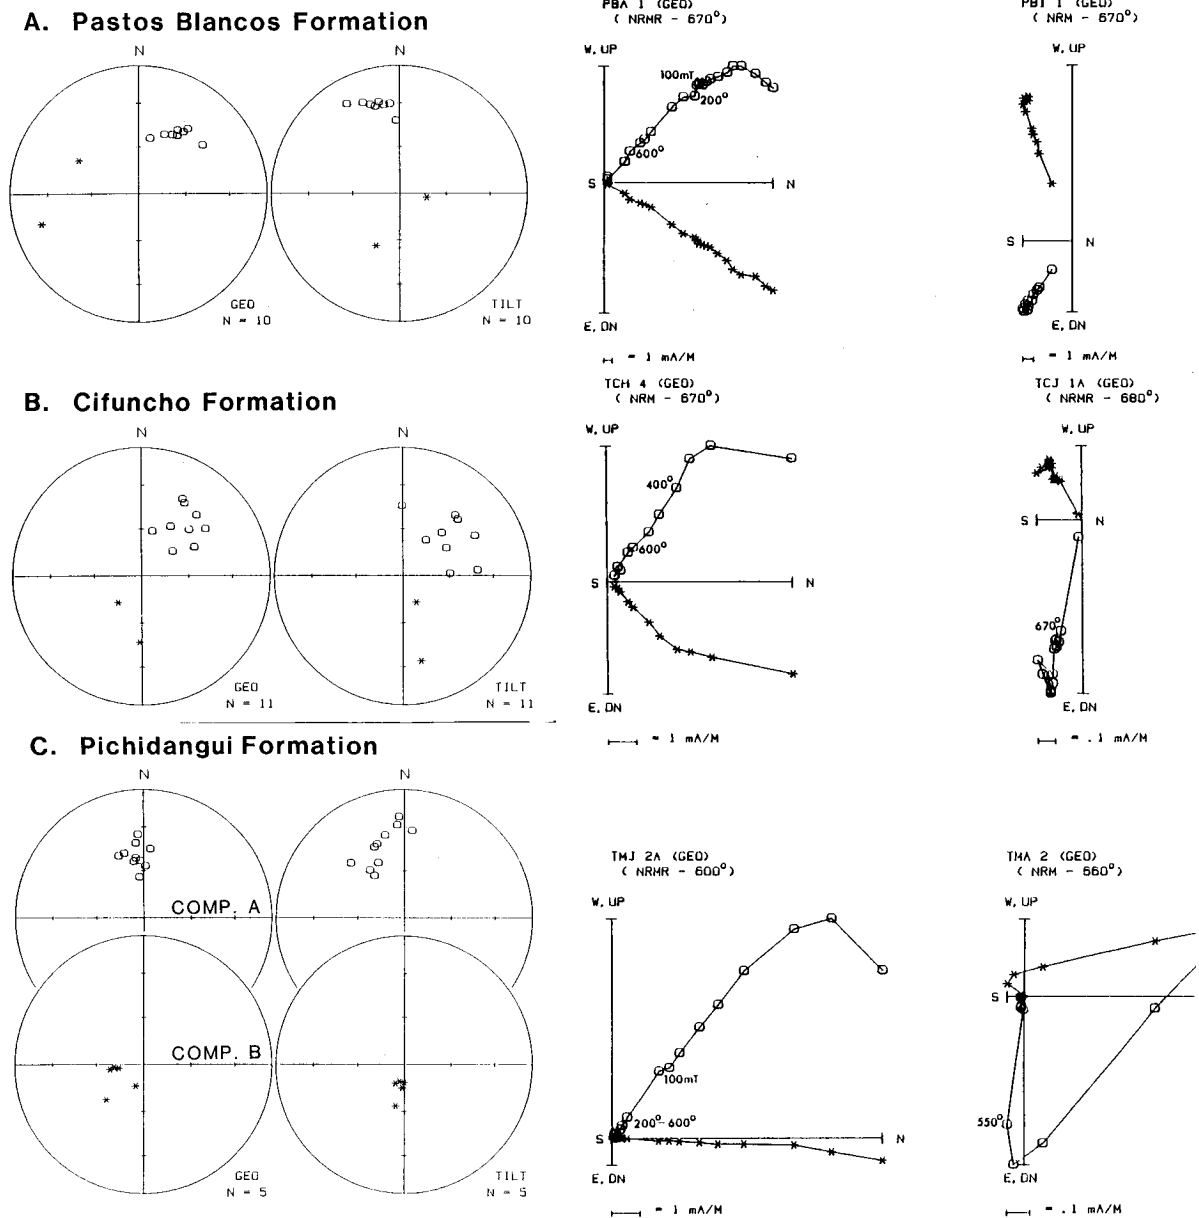 A. Pastos Blancos Formation
N
N
GEO
N = 10
TILT
N = 10
PBA 1 (GEO)
( NRMR - 670°)
W, UP
100mT
200°
600°
S
N
E, DN
= 1 mA/M
PBI 1 (GEO)
( NRM - 670°)
W, UP
S
N
E, DN
= 1 mA/M
B. Cifuncho Formation
N
N
GEO
N = 11
TILT
N = 11
TCH 4 (GEO)
( NRM - 670°)
W, UP
400°
600°
S
N
E, DN
= 1 mA/M
TCJ 1A (GEO)
( NRMR - 680°)
W, UP
S
N
670°
E, DN
= .1 mA/M
C. Pichidangui Formation
N
N
COMP. A
COMP. B
GEO
N = 5
TILT
N = 5
TMJ 2A (GEO)
( NRMR - 600°)
W, UP
100mT
200°- 600°
S
N
E, DN
= 1 mA/M
TMA 2 (GEO)
( NRM - 560°)
W, UP
S
550°
E, DN
= .1 mA/M